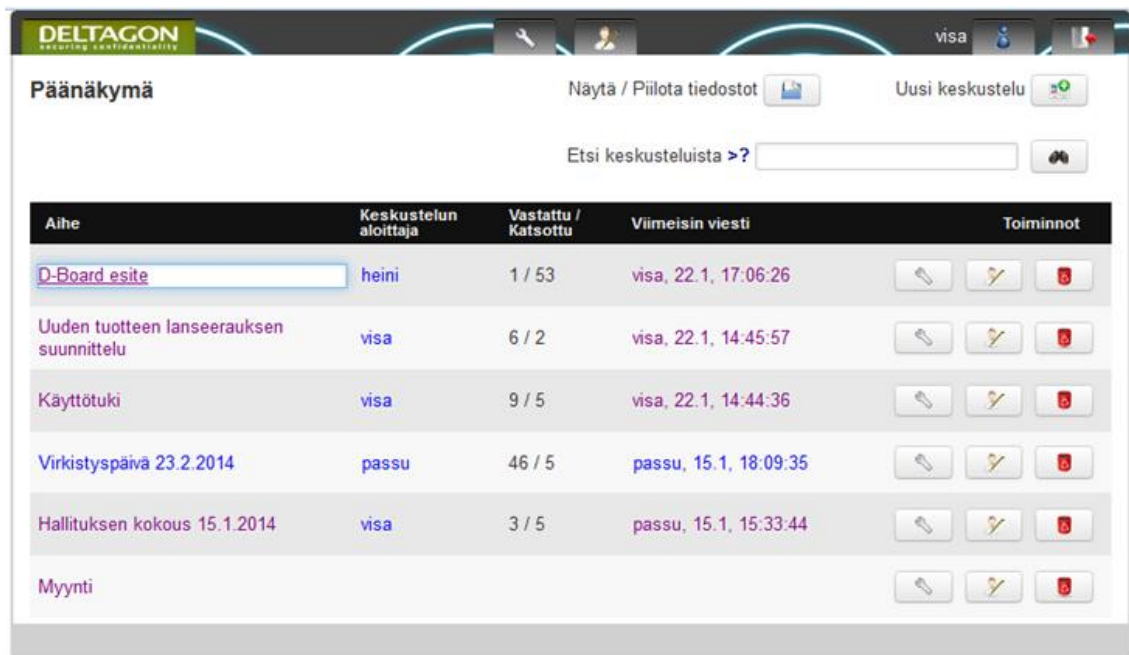 DELTAGON
securing confidentiality
visa
Päänäkymä
Näytä / Piilota tiedostot
Uusi keskustelu
Etsi keskusteluista >?
Aihe
Keskustelun aloittaja
Vastattu / Katsottu
Viimeisin viesti
Toiminnot
D-Board esite
heini
1 / 53
visa, 22.1, 17:06:26
Uuden tuotteen lanseerauksen
suunnittelu
visa
6 / 2
visa, 22.1, 14:45:57
Käyttötuki
visa
9 / 5
visa, 22.1, 14:44:36
Virkistyspäivä 23.2.2014
passu
46 / 5
passu, 15.1, 18:09:35
Hallituksen kokous 15.1.2014
visa
3 / 5
passu, 15.1, 15:33:44
Myynti